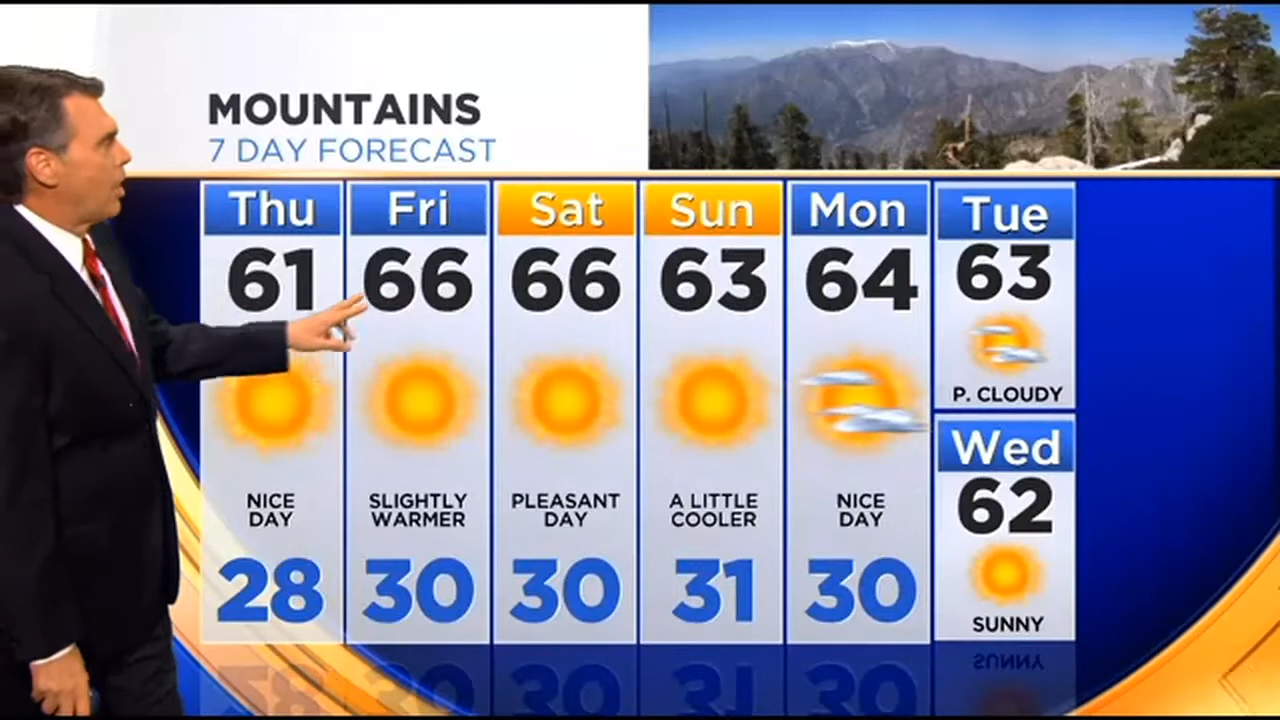 MOUNTAINS
7 DAY FORECAST
Thu
61
NICE
DAY
28
Fri
66
SLIGHTLY
WARMER
30
Sat
66
PLEASANT
DAY
30
Sun
63
A LITTLE
COOLER
31
Mon
64
NICE
DAY
30
Tue
63
P. CLOUDY
Wed
62
SUNNY